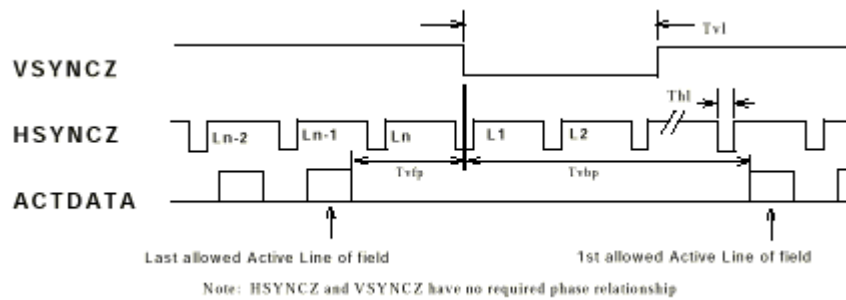 Tvl
VSYNCZ
Thl
HSYNCZ
Ln-2
Ln-1
Ln
L1
L2
Tvfp
Tvbp
ACTDATA
Last allowed Active Line of field
1st allowed Active Line of field
Note: HSYNCZ and VSYNCZ have no required phase relationship